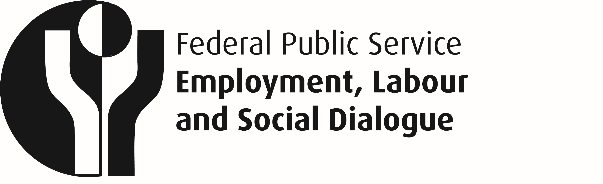 Federal Public Service
Employment, Labour
and Social Dialogue